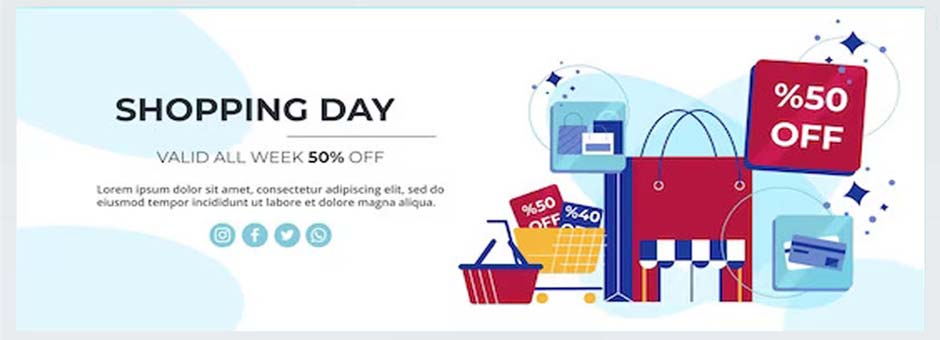 SHOPPING DAY
VALID ALL WEEK 50% OFF
Lorem ipsum dolor sit amet, consectetur adipiscing elit, sed do
eiusmod tempor incididunt ut labore et dolore magna aliqua.
%50
OFF
%50
OFF
%40